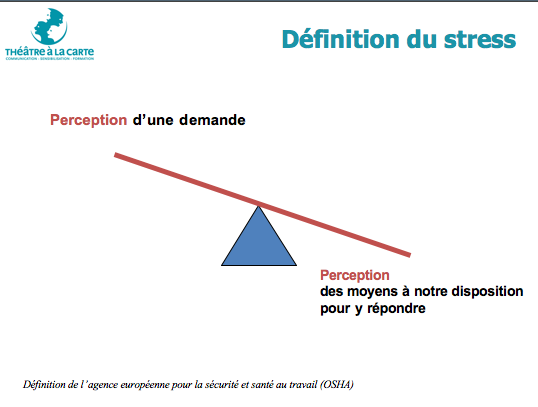 THÉÂTRE À LA CARTE
COMMUNICATION - SENSIBILISATION - FORMATION
Définition du stress
Perception d'une demande
Perception
des moyens à notre disposition
pour y répondre
Définition de l'agence européenne pour la sécurité et santé au travail (OSHA)